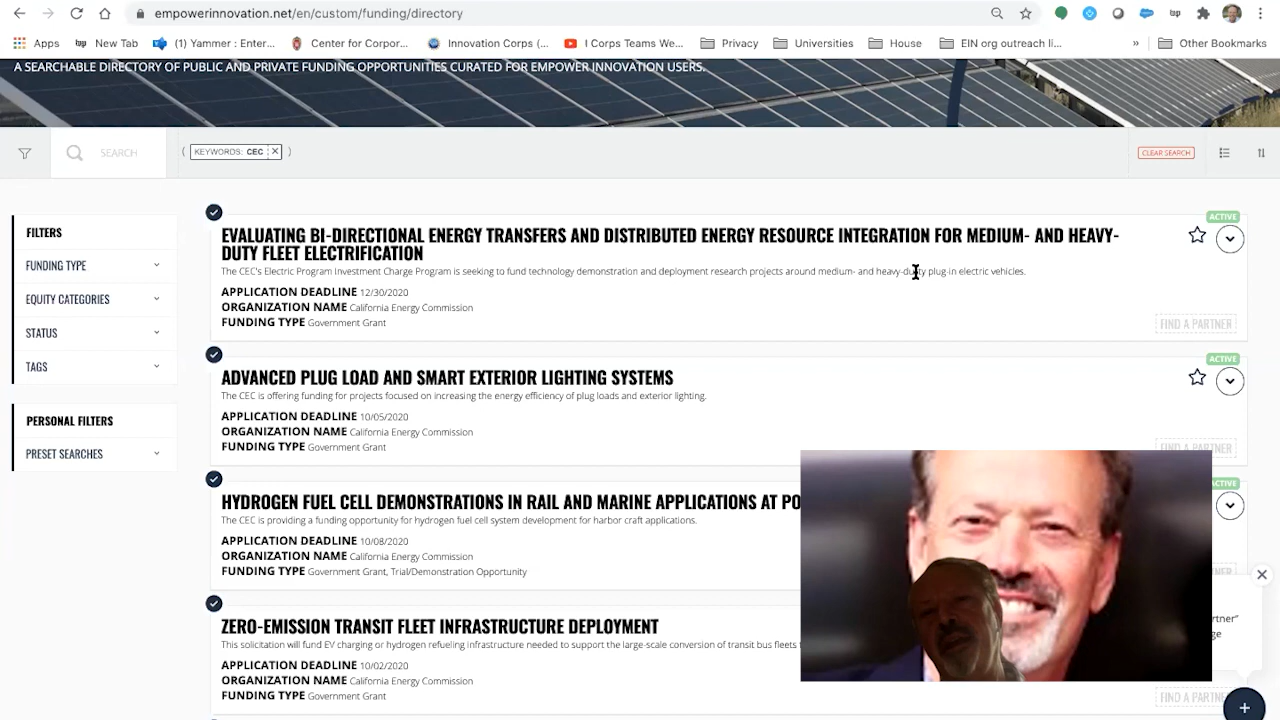 empowerinnovation.net/en/custom/funding/directory
Apps New Tab (1) Yammer : Enter... Center for Corpor... Innovation Corps (... I Corps Teams We... Privacy Universities House EIN org outreach li... » Other Bookmarks
A SEARCHABLE DIRECTORY OF PUBLIC AND PRIVATE FUNDING OPPORTUNITIES CURATED FOR EMPOWER INNOVATION USERS.
SEARCH ( KEYWORDS: CEC ) CLEAR SEARCH
FILTERS
FUNDING TYPE
EQUITY CATEGORIES
STATUS
TAGS
PERSONAL FILTERS
PRESET SEARCHES
ACTIVE
EVALUATING BI-DIRECTIONAL ENERGY TRANSFERS AND DISTRIBUTED ENERGY RESOURCE INTEGRATION FOR MEDIUM- AND HEAVY-
DUTY FLEET ELECTRIFICATION
The CEC's Electric Program Investment Charge Program is seeking to fund technology demonstration and deployment research projects around medium- and heavy-duty plug-in electric vehicles.
APPLICATION DEADLINE 12/30/2020
ORGANIZATION NAME California Energy Commission
FUNDING TYPE Government Grant
FIND A PARTNER
ACTIVE
ADVANCED PLUG LOAD AND SMART EXTERIOR LIGHTING SYSTEMS
The CEC is offering funding for projects focused on increasing the energy efficiency of plug loads and exterior lighting.
APPLICATION DEADLINE 10/05/2020
ORGANIZATION NAME California Energy Commission
FUNDING TYPE Government Grant
FIND A PARTNER
HYDROGEN FUEL CELL DEMONSTRATIONS IN RAIL AND MARINE APPLICATIONS AT PO
The CEC is providing a funding opportunity for hydrogen fuel cell system development for harbor craft applications.
APPLICATION DEADLINE 10/08/2020
ORGANIZATION NAME California Energy Commission
FUNDING TYPE Government Grant, Trial/Demonstration Opportunity
ZERO-EMISSION TRANSIT FLEET INFRASTRUCTURE DEPLOYMENT
This solicitation will fund EV charging or hydrogen refueling infrastructure needed to support the large-scale conversion of transit bus fleets
APPLICATION DEADLINE 10/02/2020
ORGANIZATION NAME California Energy Commission
FUNDING TYPE Government Grant
FIND A PARTNER